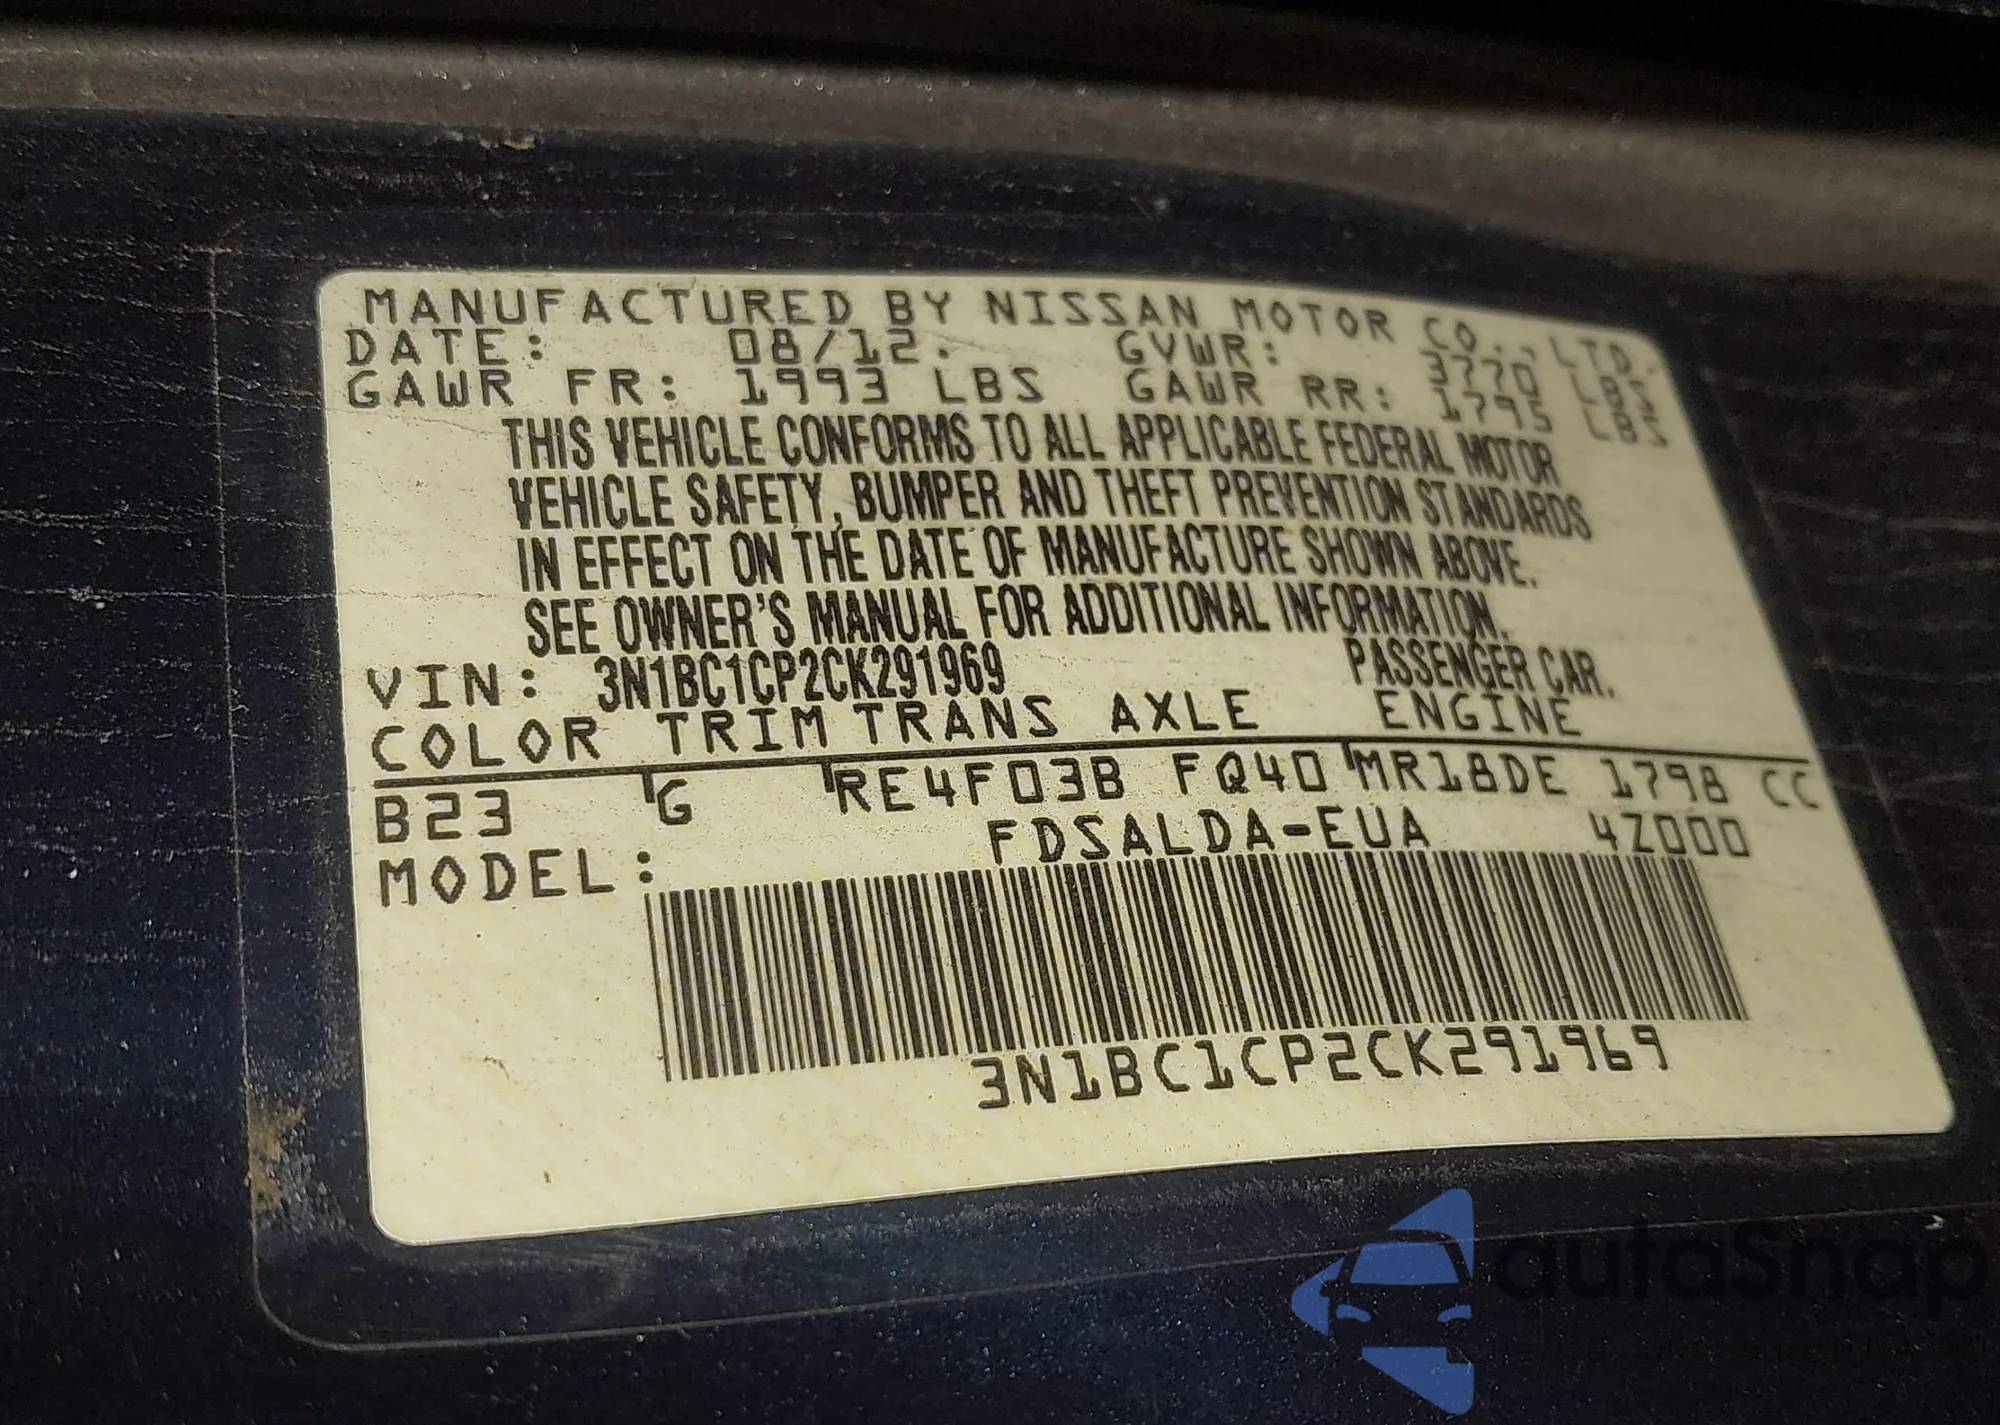 MANUFACTURED BY NISSAN MOTOR CO., LTD.
DATE: 08/12. GVWR: 3770 LBS
GAWR FR: 1993 LBS GAWR RR: 1795 LBS
THIS VEHICLE CONFORMS TO ALL APPLICABLE FEDERAL MOTOR
VEHICLE SAFETY, BUMPER AND THEFT PREVENTION STANDARDS
IN EFFECT ON THE DATE OF MANUFACTURE SHOWN ABOVE.
SEE OWNER'S MANUAL FOR ADDITIONAL INFORMATION.
VIN: 3N1BC1CP2CK291969 PASSENGER CAR.
COLOR TRIM TRANS AXLE ENGINE
B23 G RE4F03B FQ40 MR18DE 1798 CC
MODEL: FDSALDA-EUA 4Z000
3N1BC1CP2CK291969
autaSnap